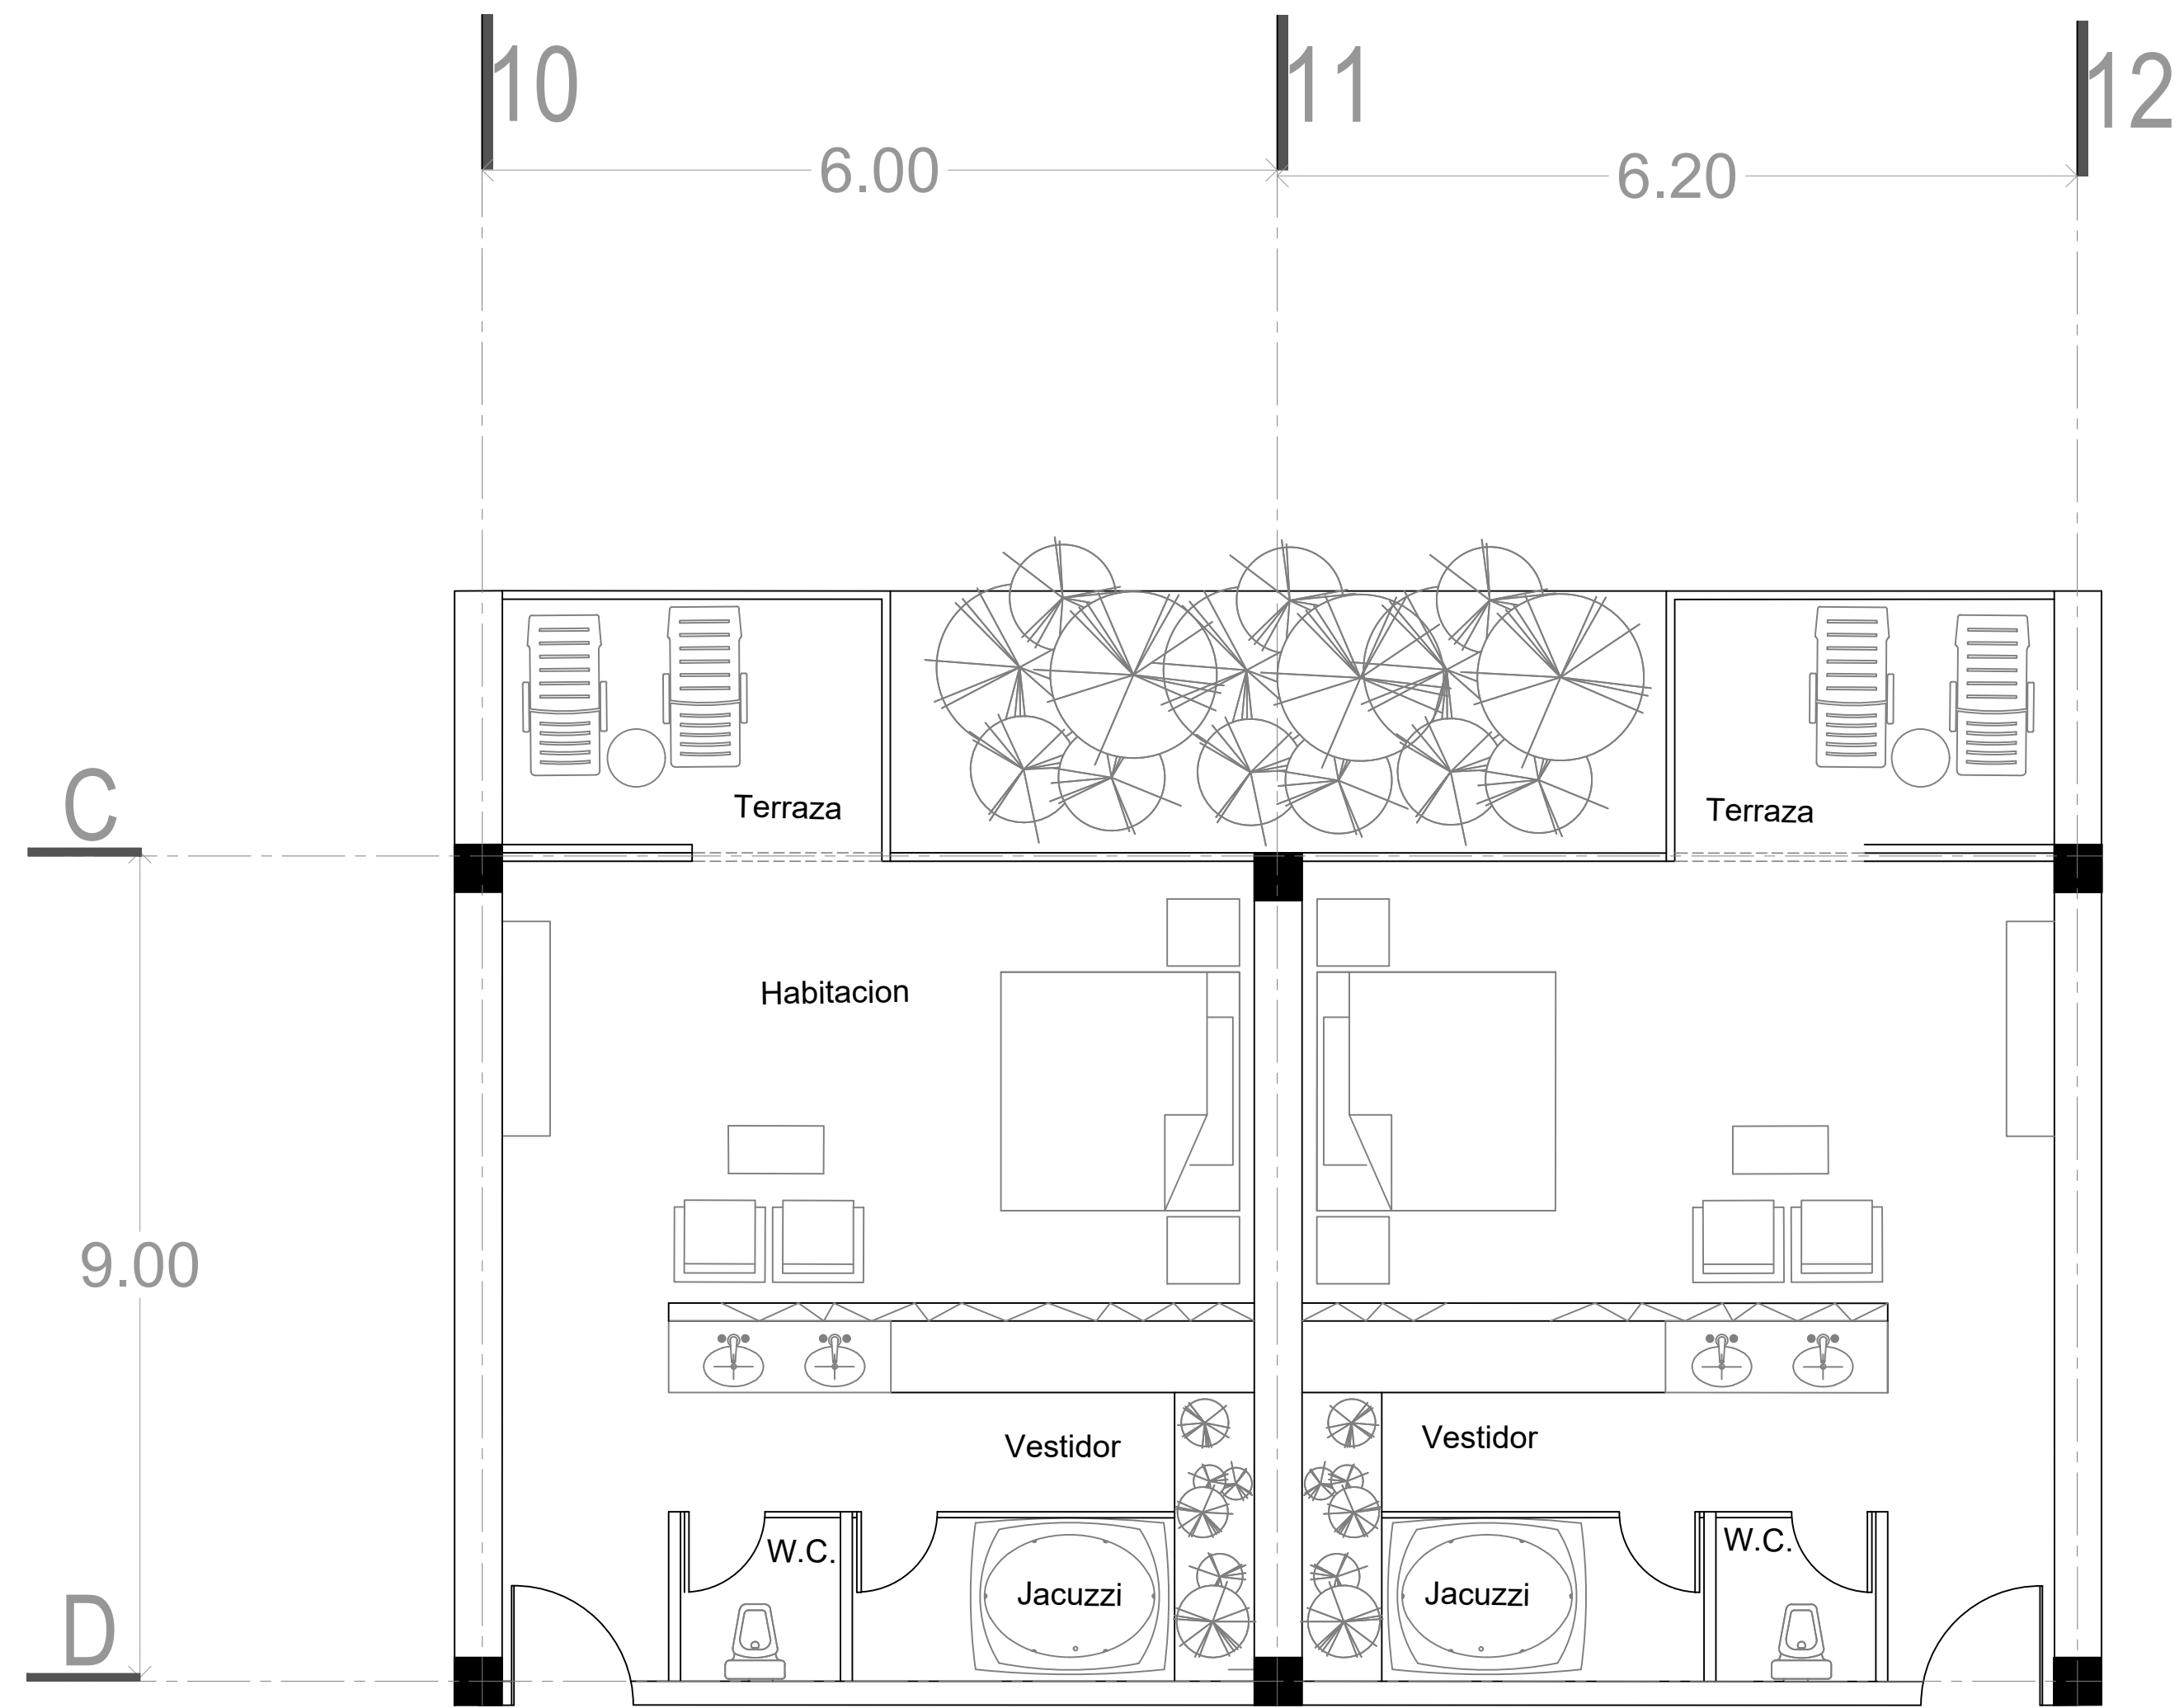 10
11
12
6.00
6.20
C
Terraza
Terraza
Habitacion
9.00
Vestidor
Vestidor
W.C.
W.C.
Jacuzzi
Jacuzzi
D